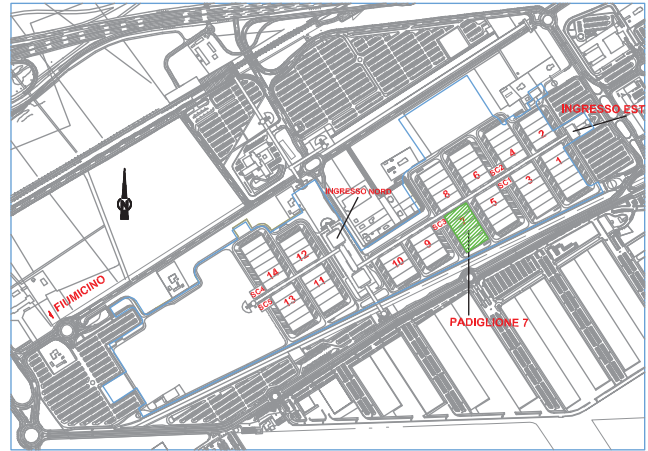 INGRESSO EST
2
4
1
6
SC2
3
SC1
8
5
INGRESSO NORD
7
SC3
9
12
10
14
11
FIUMICINO
SC4
13
SC5
PADIGLIONE 7
N